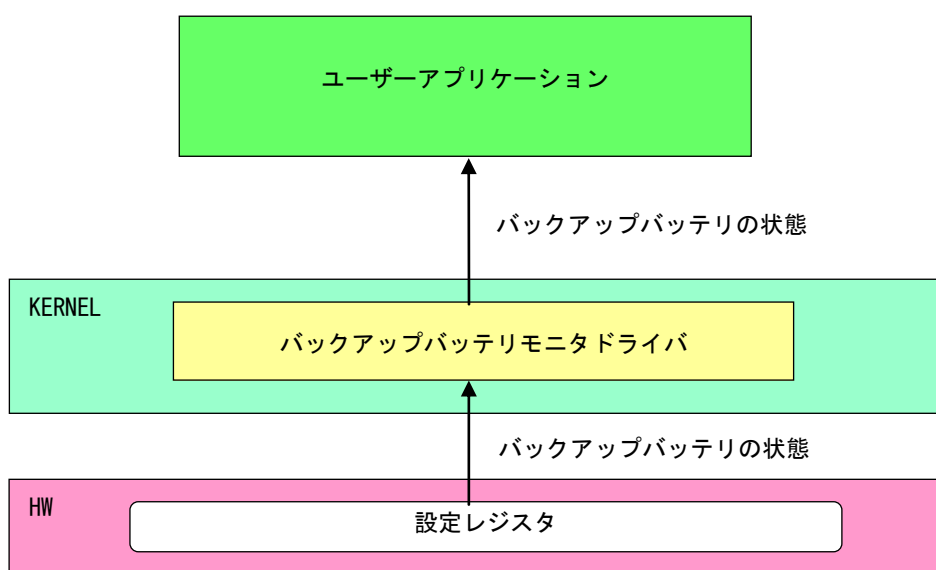 ユーザーアプリケーション
バックアップバッテリの状態
KERNEL
バックアップバッテリモニタドライバ
バックアップバッテリの状態
HW
設定レジスタ